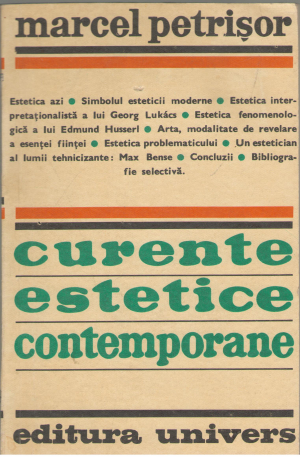 marcel petrișor
Estetica azi ● Simbolul esteticii moderne ● Estetica inter-
pretaționalistă a lui Georg Lukács ● Estetica fenomenolo-
gică a lui Edmund Husserl ● Arta, modalitate de revelare
a esenței ființei ● Estetica problematicului ● Un estetician
al lumii tehnicizante: Max Bense ● Concluzii ● Bibliogra-
fie selectivă.
curente
estetice
contemporane
editura univers